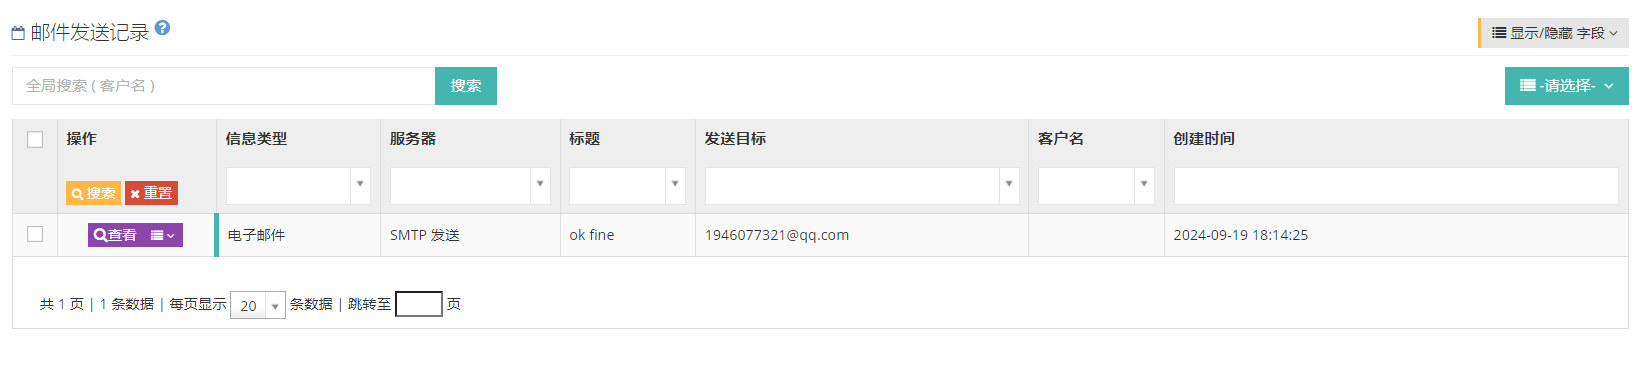 邮件发送记录
显示/隐藏 字段
全局搜索 ( 客户名 ) 搜索 -请选择-
操作 信息类型 服务器 标题 发送目标 客户名 创建时间
搜索 重置
查看 电子邮件 SMTP 发送 ok fine 1946077321@qq.com 2024-09-19 18:14:25
共 1 页 | 1 条数据 | 每页显示 20 条数据 | 跳转至 页